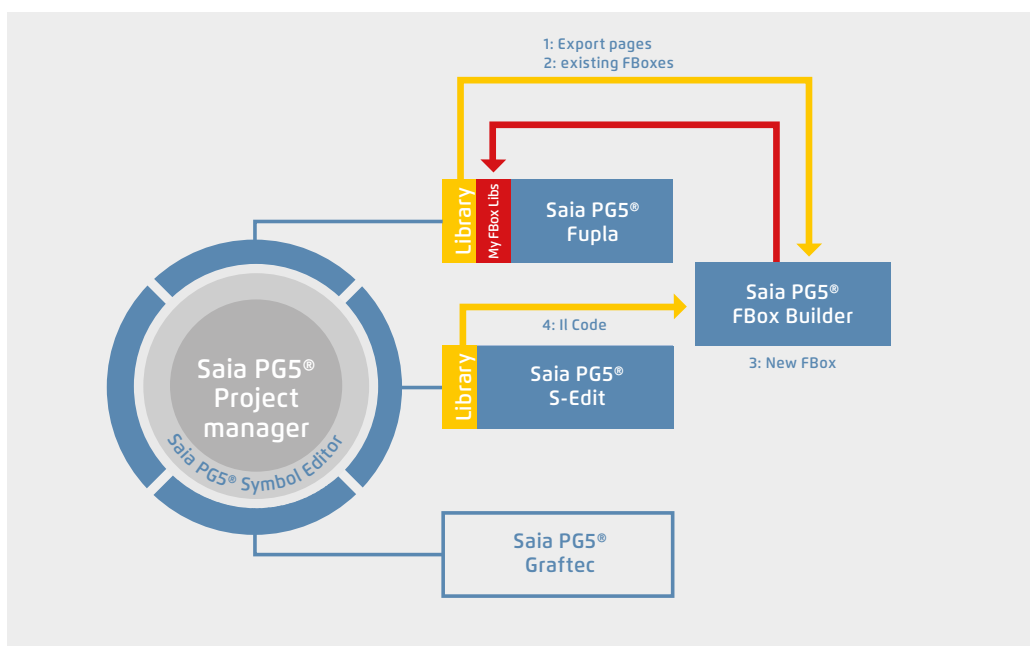 1: Export pages
2: existing FBoxes
Library
My FBox Libs
Saia PG5®
Fupla
Saia PG5®
FBox Builder
4: Il Code
3: New FBox
Library
Saia PG5®
S-Edit
Saia PG5®
Project
manager
Saia PG5® Symbol Editor
Saia PG5®
Graftec